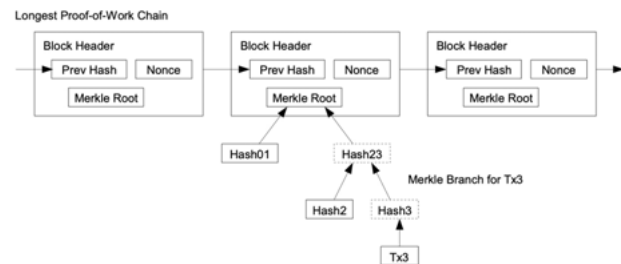 Longest Proof-of-Work Chain
Block Header
Block Header
Block Header
Prev Hash
Nonce
Prev Hash
Nonce
Prev Hash
Nonce
Merkle Root
Merkle Root
Merkle Root
Hash01
Hash23
Merkle Branch for Tx3
Hash2
Hash3
Tx3